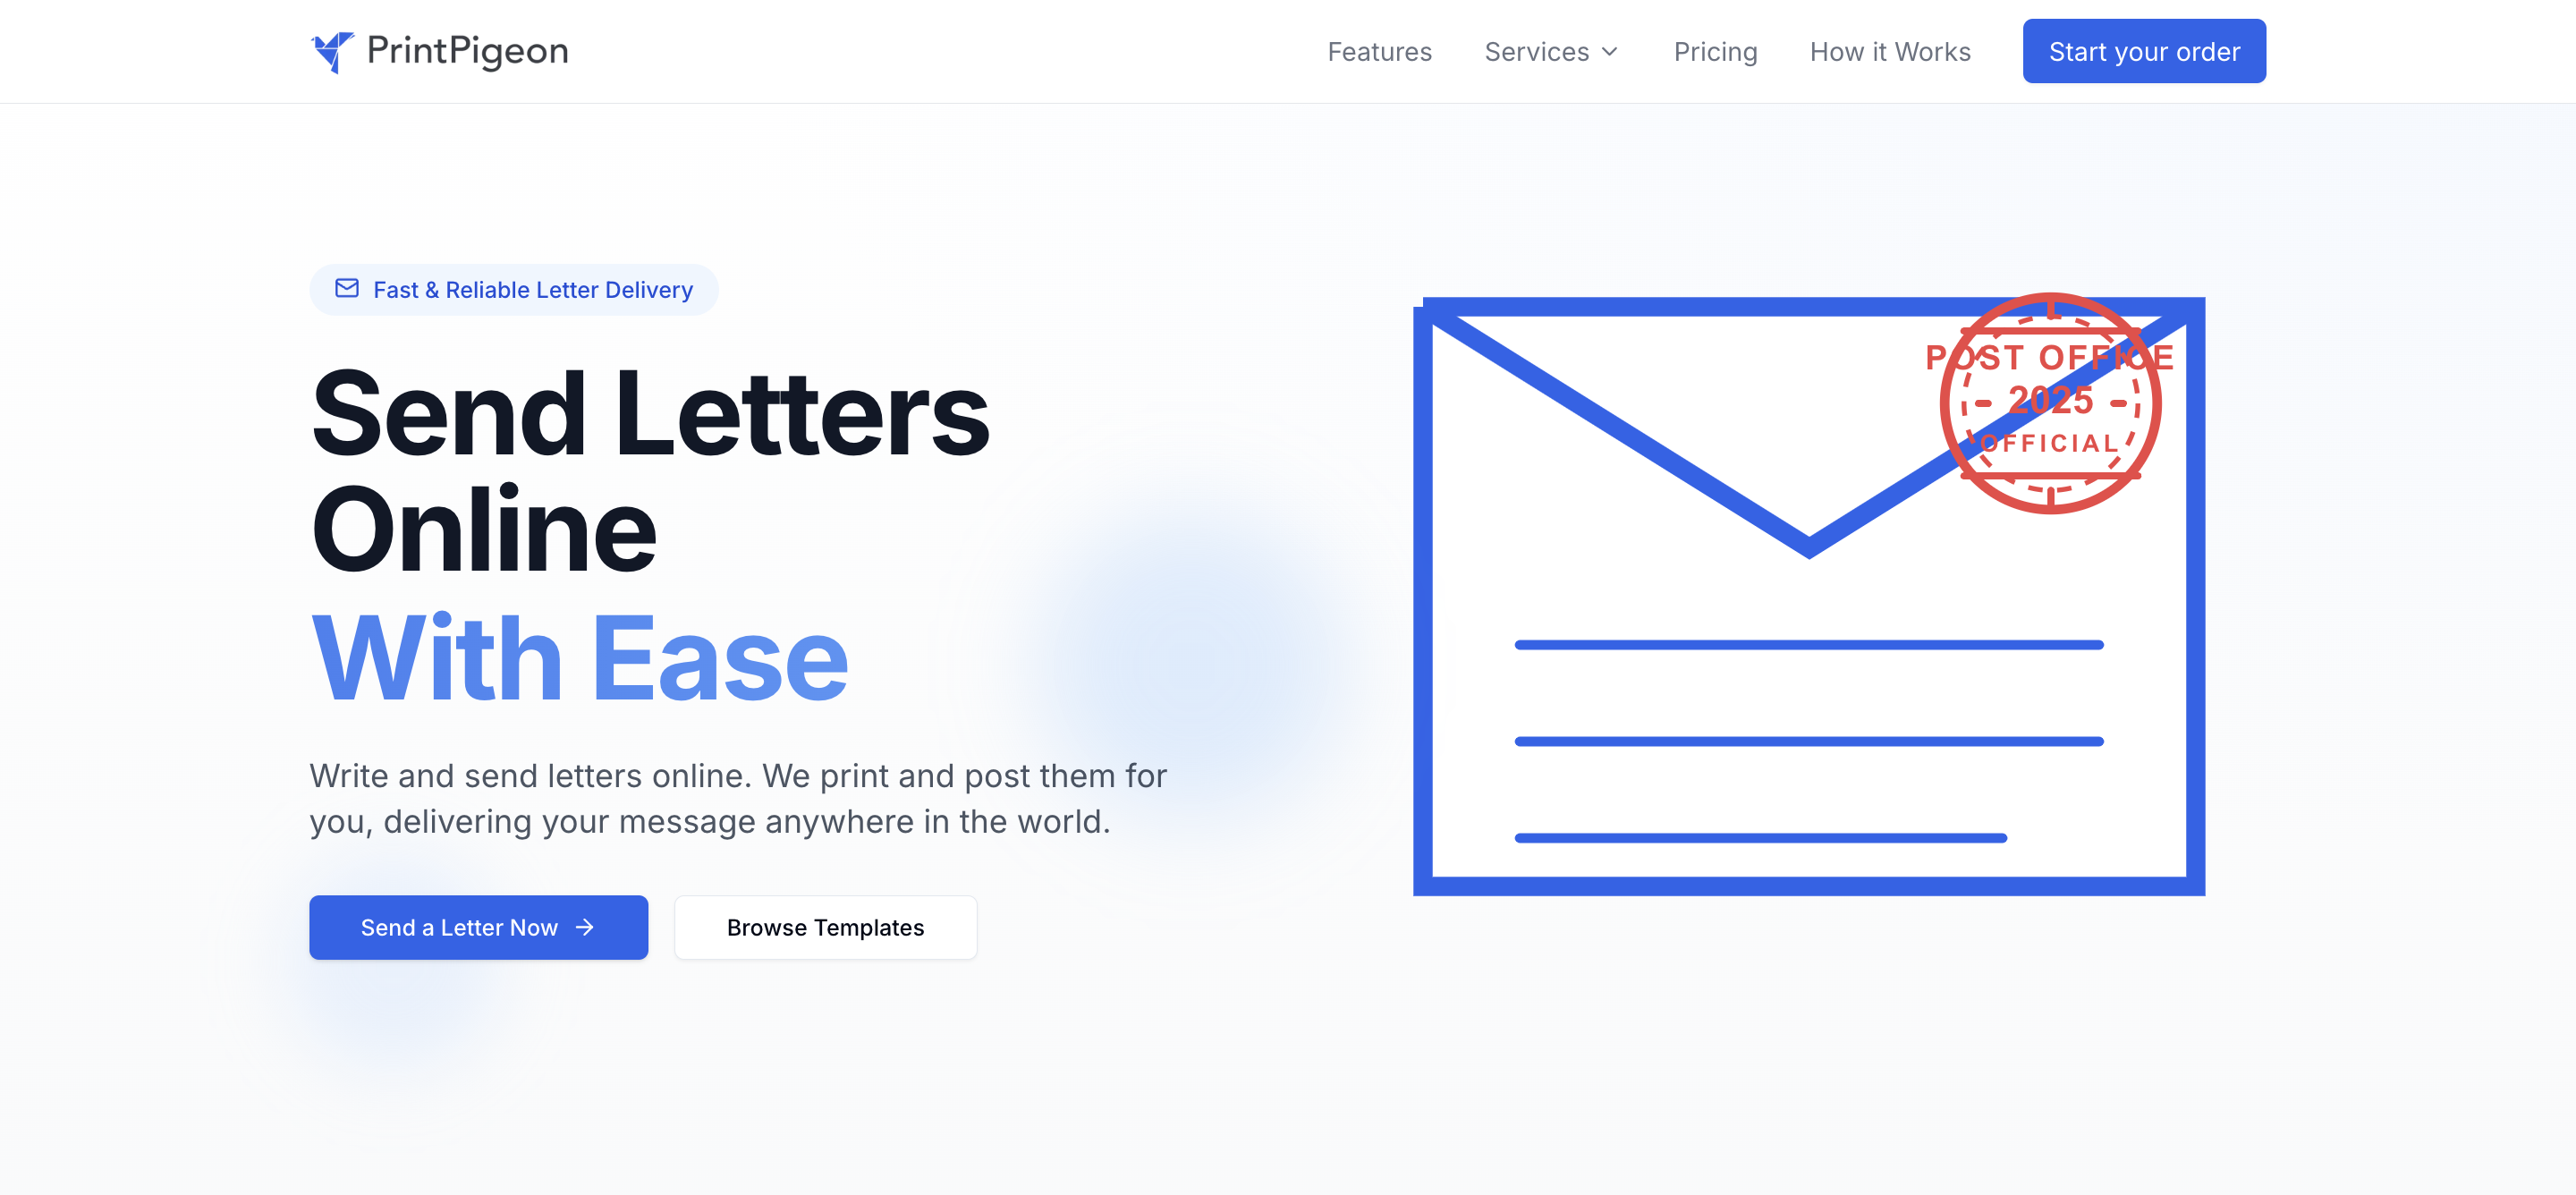 PrintPigeon
Features
Services
Pricing
How it Works
Start your order
Fast & Reliable Letter Delivery
Send Letters
Online
With Ease
Write and send letters online. We print and post them for
you, delivering your message anywhere in the world.
Send a Letter Now
Browse Templates
POST OFFICE
2025
OFFICIAL